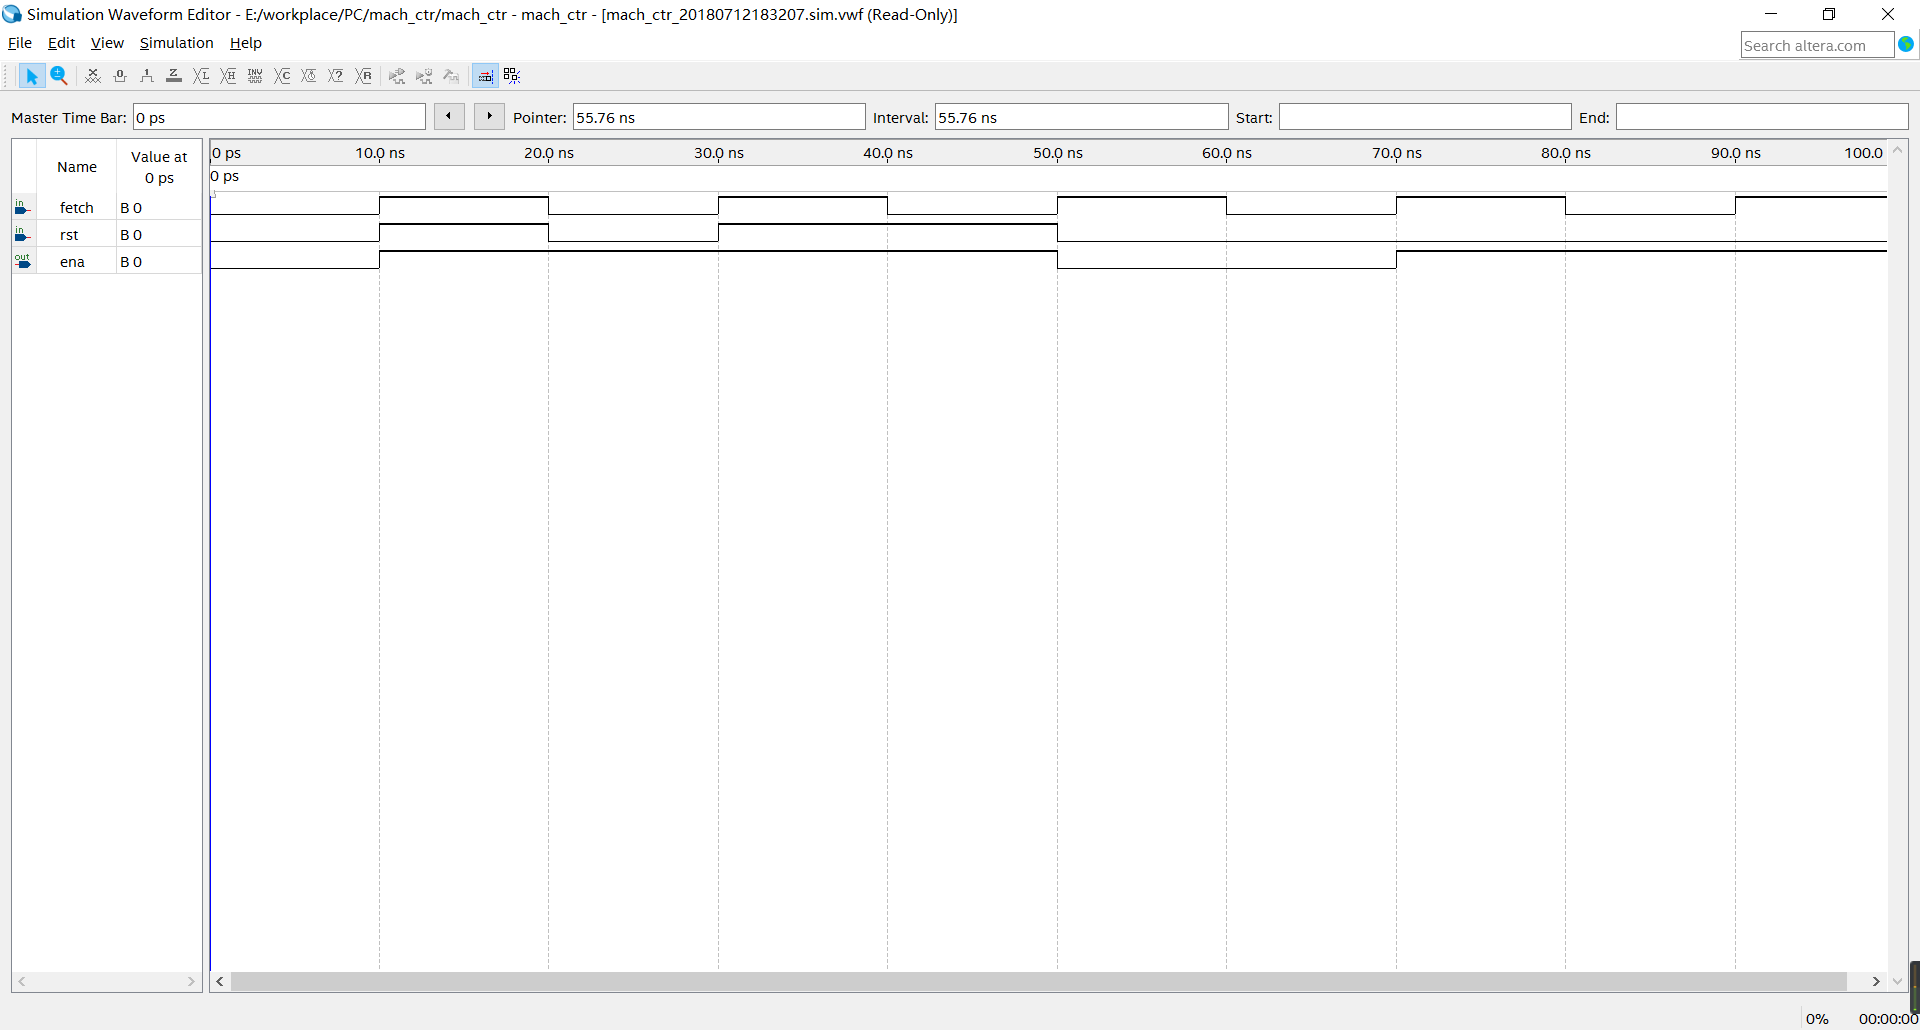 Simulation Waveform Editor - E:/workplace/PC/mach_ctr/mach_ctr - mach_ctr - [mach_ctr_20180712183207.sim.vwf (Read-Only)]
File Edit View Simulation Help
Search altera.com
Master Time Bar: 0 ps Pointer: 55.76 ns Interval: 55.76 ns Start: End:
Name Value at 0 ps
0 ps 10.0 ns 20.0 ns 30.0 ns 40.0 ns 50.0 ns 60.0 ns 70.0 ns 80.0 ns 90.0 ns 100.0
0 ps
in fetch B 0
in rst B 0
out ena B 0
0% 00:00:00